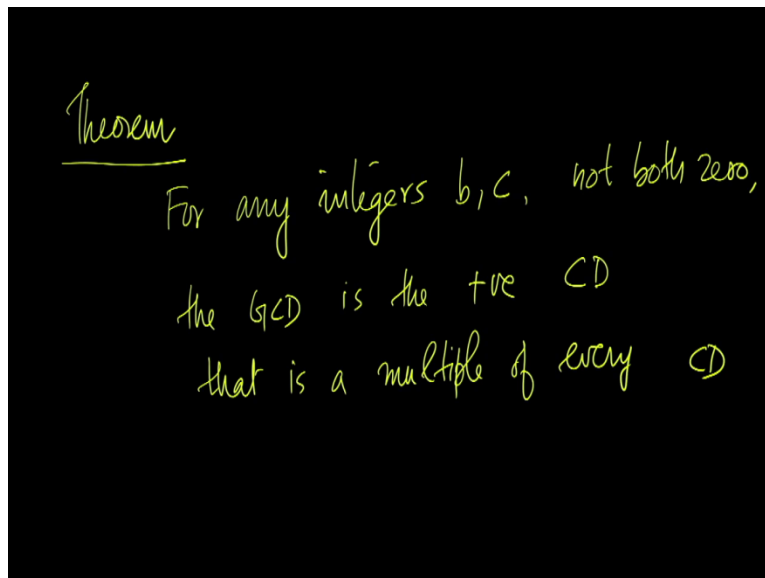 Theorem
For any integers b, c, not both zero,
the GCD is the +ve CD
that is a multiple of every CD